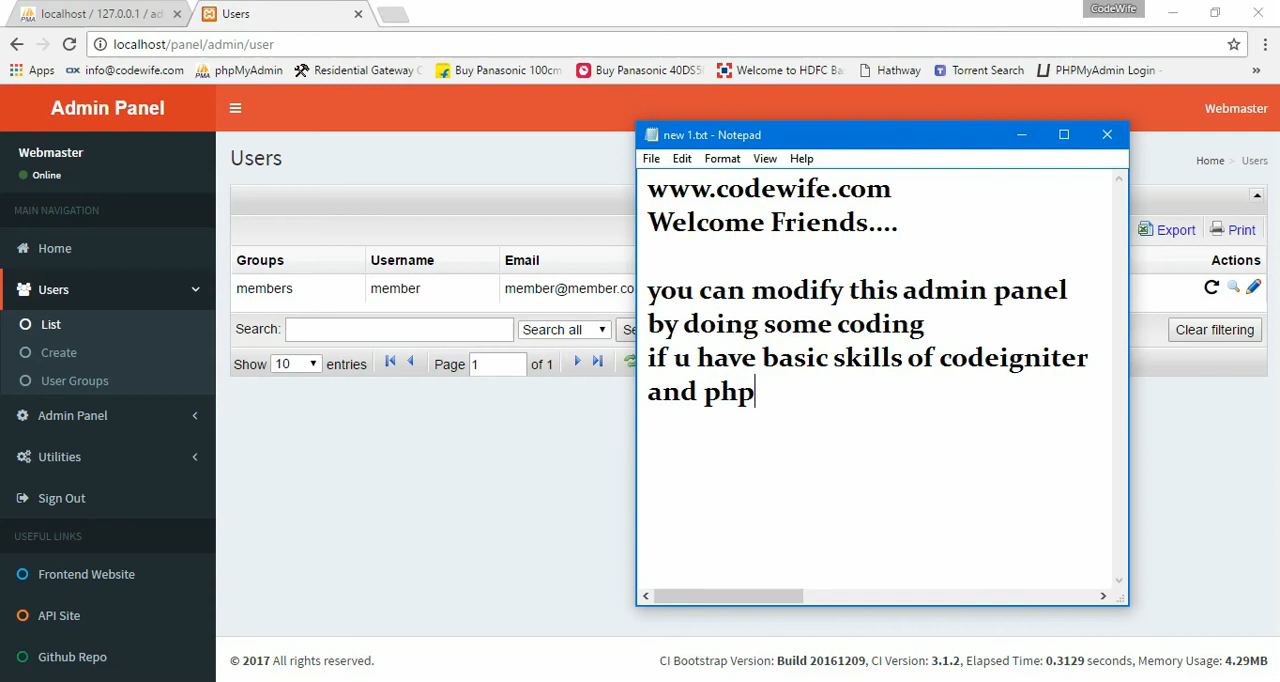 localhost / 127.0.0.1 / ad
Users
CodeWife
localhost/panel/admin/user
Apps
info@codewife.com
phpMyAdmin
Residential Gateway
Buy Panasonic 100cm
Buy Panasonic 40DS5
Welcome to HDFC Ba
Hathway
Torrent Search
PHPMyAdmin Login -
»
Admin Panel
Webmaster
Webmaster
Online
MAIN NAVIGATION
Home
Users
List
Create
User Groups
Admin Panel
Utilities
Sign Out
USEFUL LINKS
Frontend Website
API Site
Github Repo
Users
Home > Users
Export Print
Groups Username Email Actions
members member member@member.co
Search: Search all Se Clear filtering
Show 10 entries Page 1 of 1
new 1.txt - Notepad
File Edit Format View Help
www.codewife.com
Welcome Friends....
you can modify this admin panel
by doing some coding
if u have basic skills of codeigniter
and php
© 2017 All rights reserved.
CI Bootstrap Version: Build 20161209, CI Version: 3.1.2, Elapsed Time: 0.3129 seconds, Memory Usage: 4.29MB